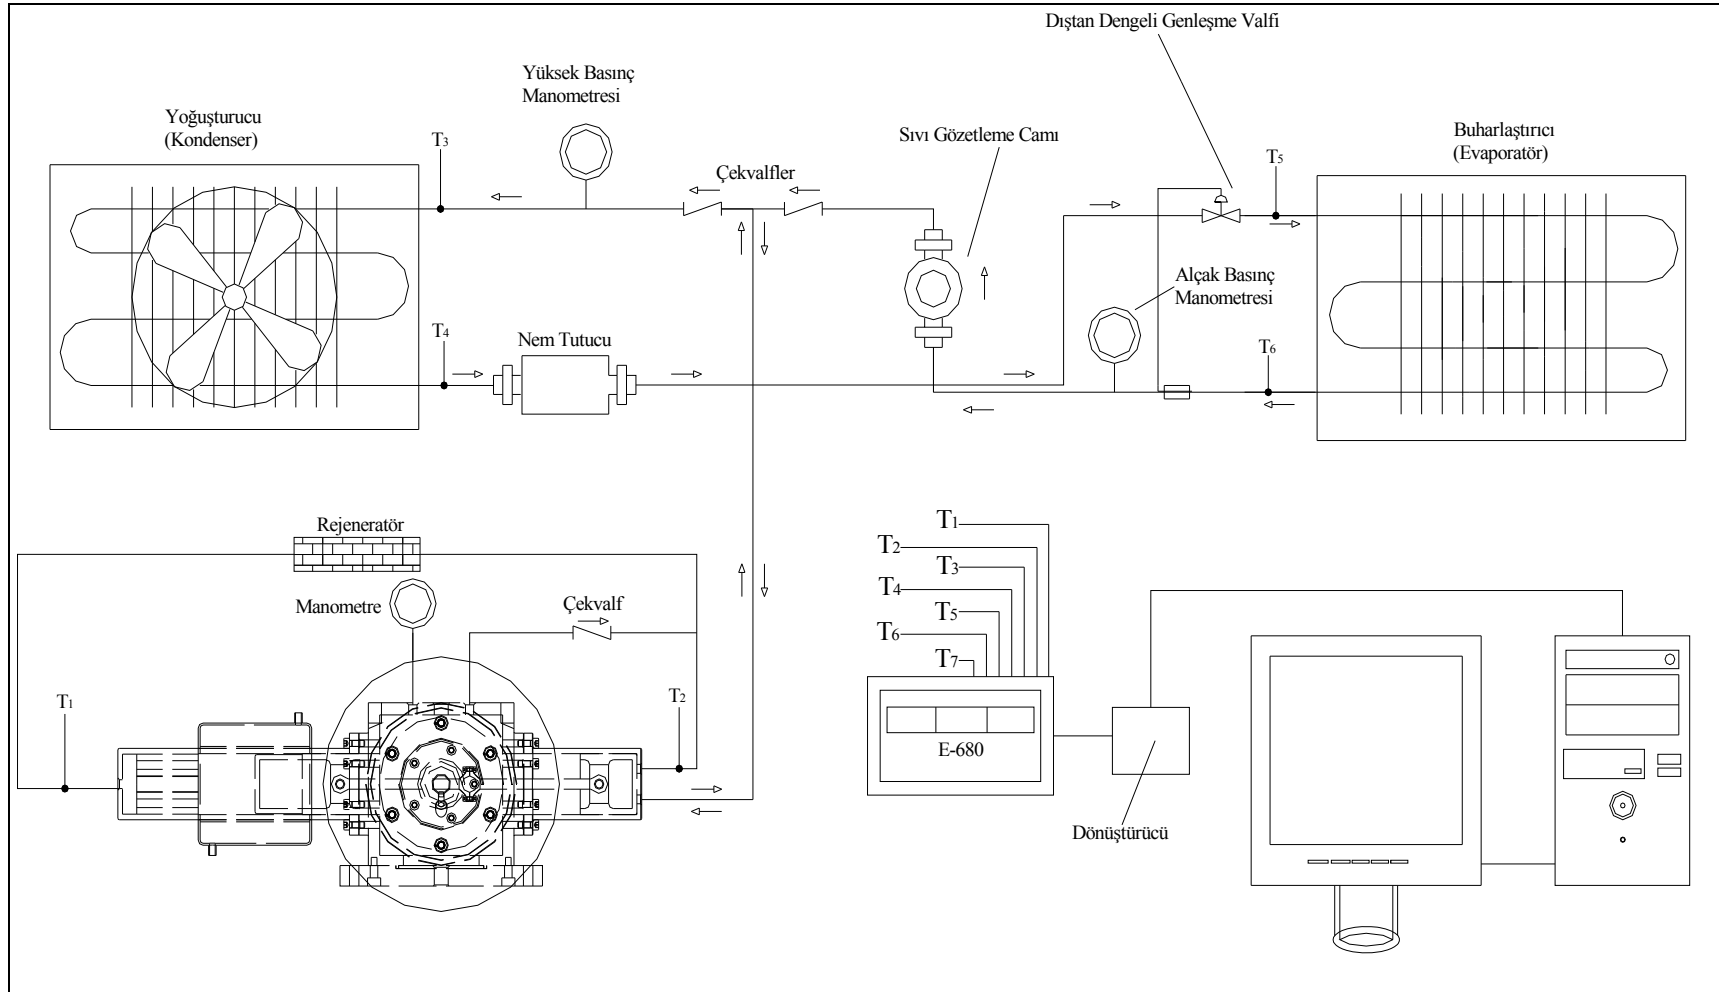 Dıştan Dengeli Genleşme Valfi
Yüksek Basınç
Manometresi
Yoğuşturucu
(Kondenser)
T3
Çekvalfler
Sıvı Gözetleme Camı
T5
Buharlaştırıcı
(Evaporatör)
Alçak Basınç
Manometresi
T4
Nem Tutucu
T6
Rejeneratör
Manometre
Çekvalf
T1
T2
T1
T2
T3
T4
T5
T6
T7
E-680
Dönüştürücü